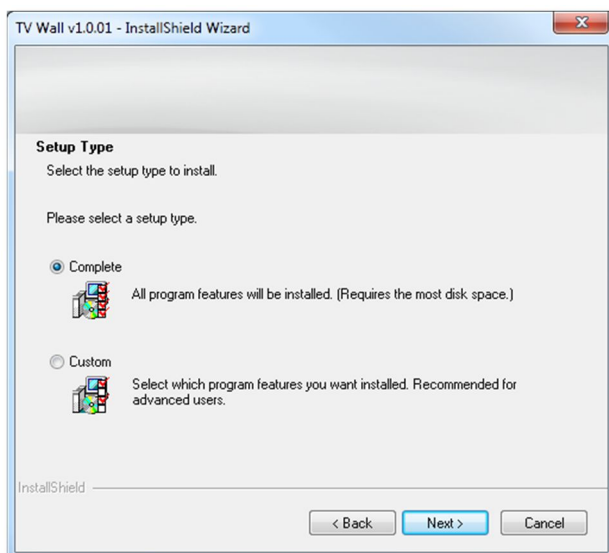 TV Wall v1.0.01 - InstallShield Wizard
Setup Type
Select the setup type to install.
Please select a setup type.
Complete
All program features will be installed. (Requires the most disk space.)
Custom
Select which program features you want installed. Recommended for
advanced users.
InstallShield
< Back Next > Cancel